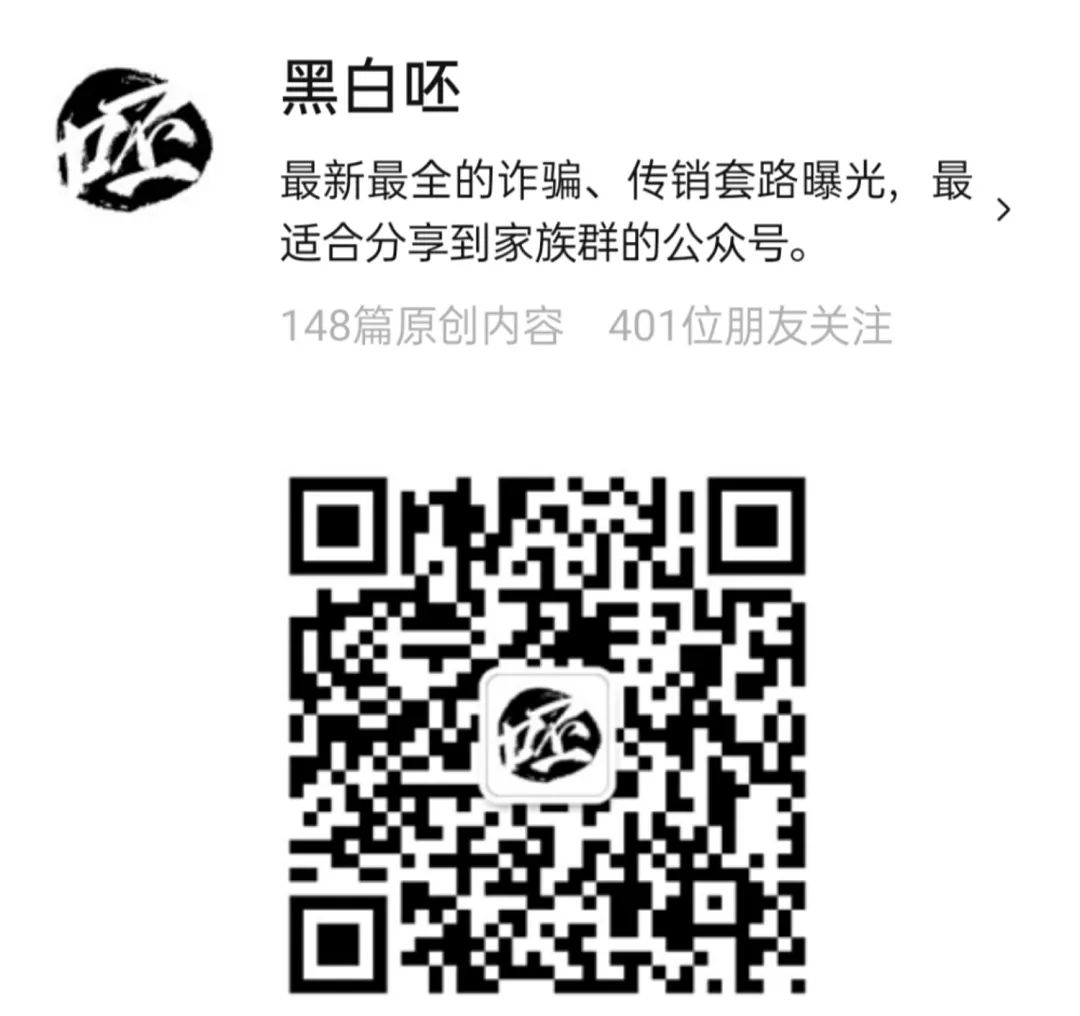 黑白呸
最新最全的诈骗、传销套路曝光，最
适合分享到家族群的公众号。
148篇原创内容 401位朋友关注
呸
呸